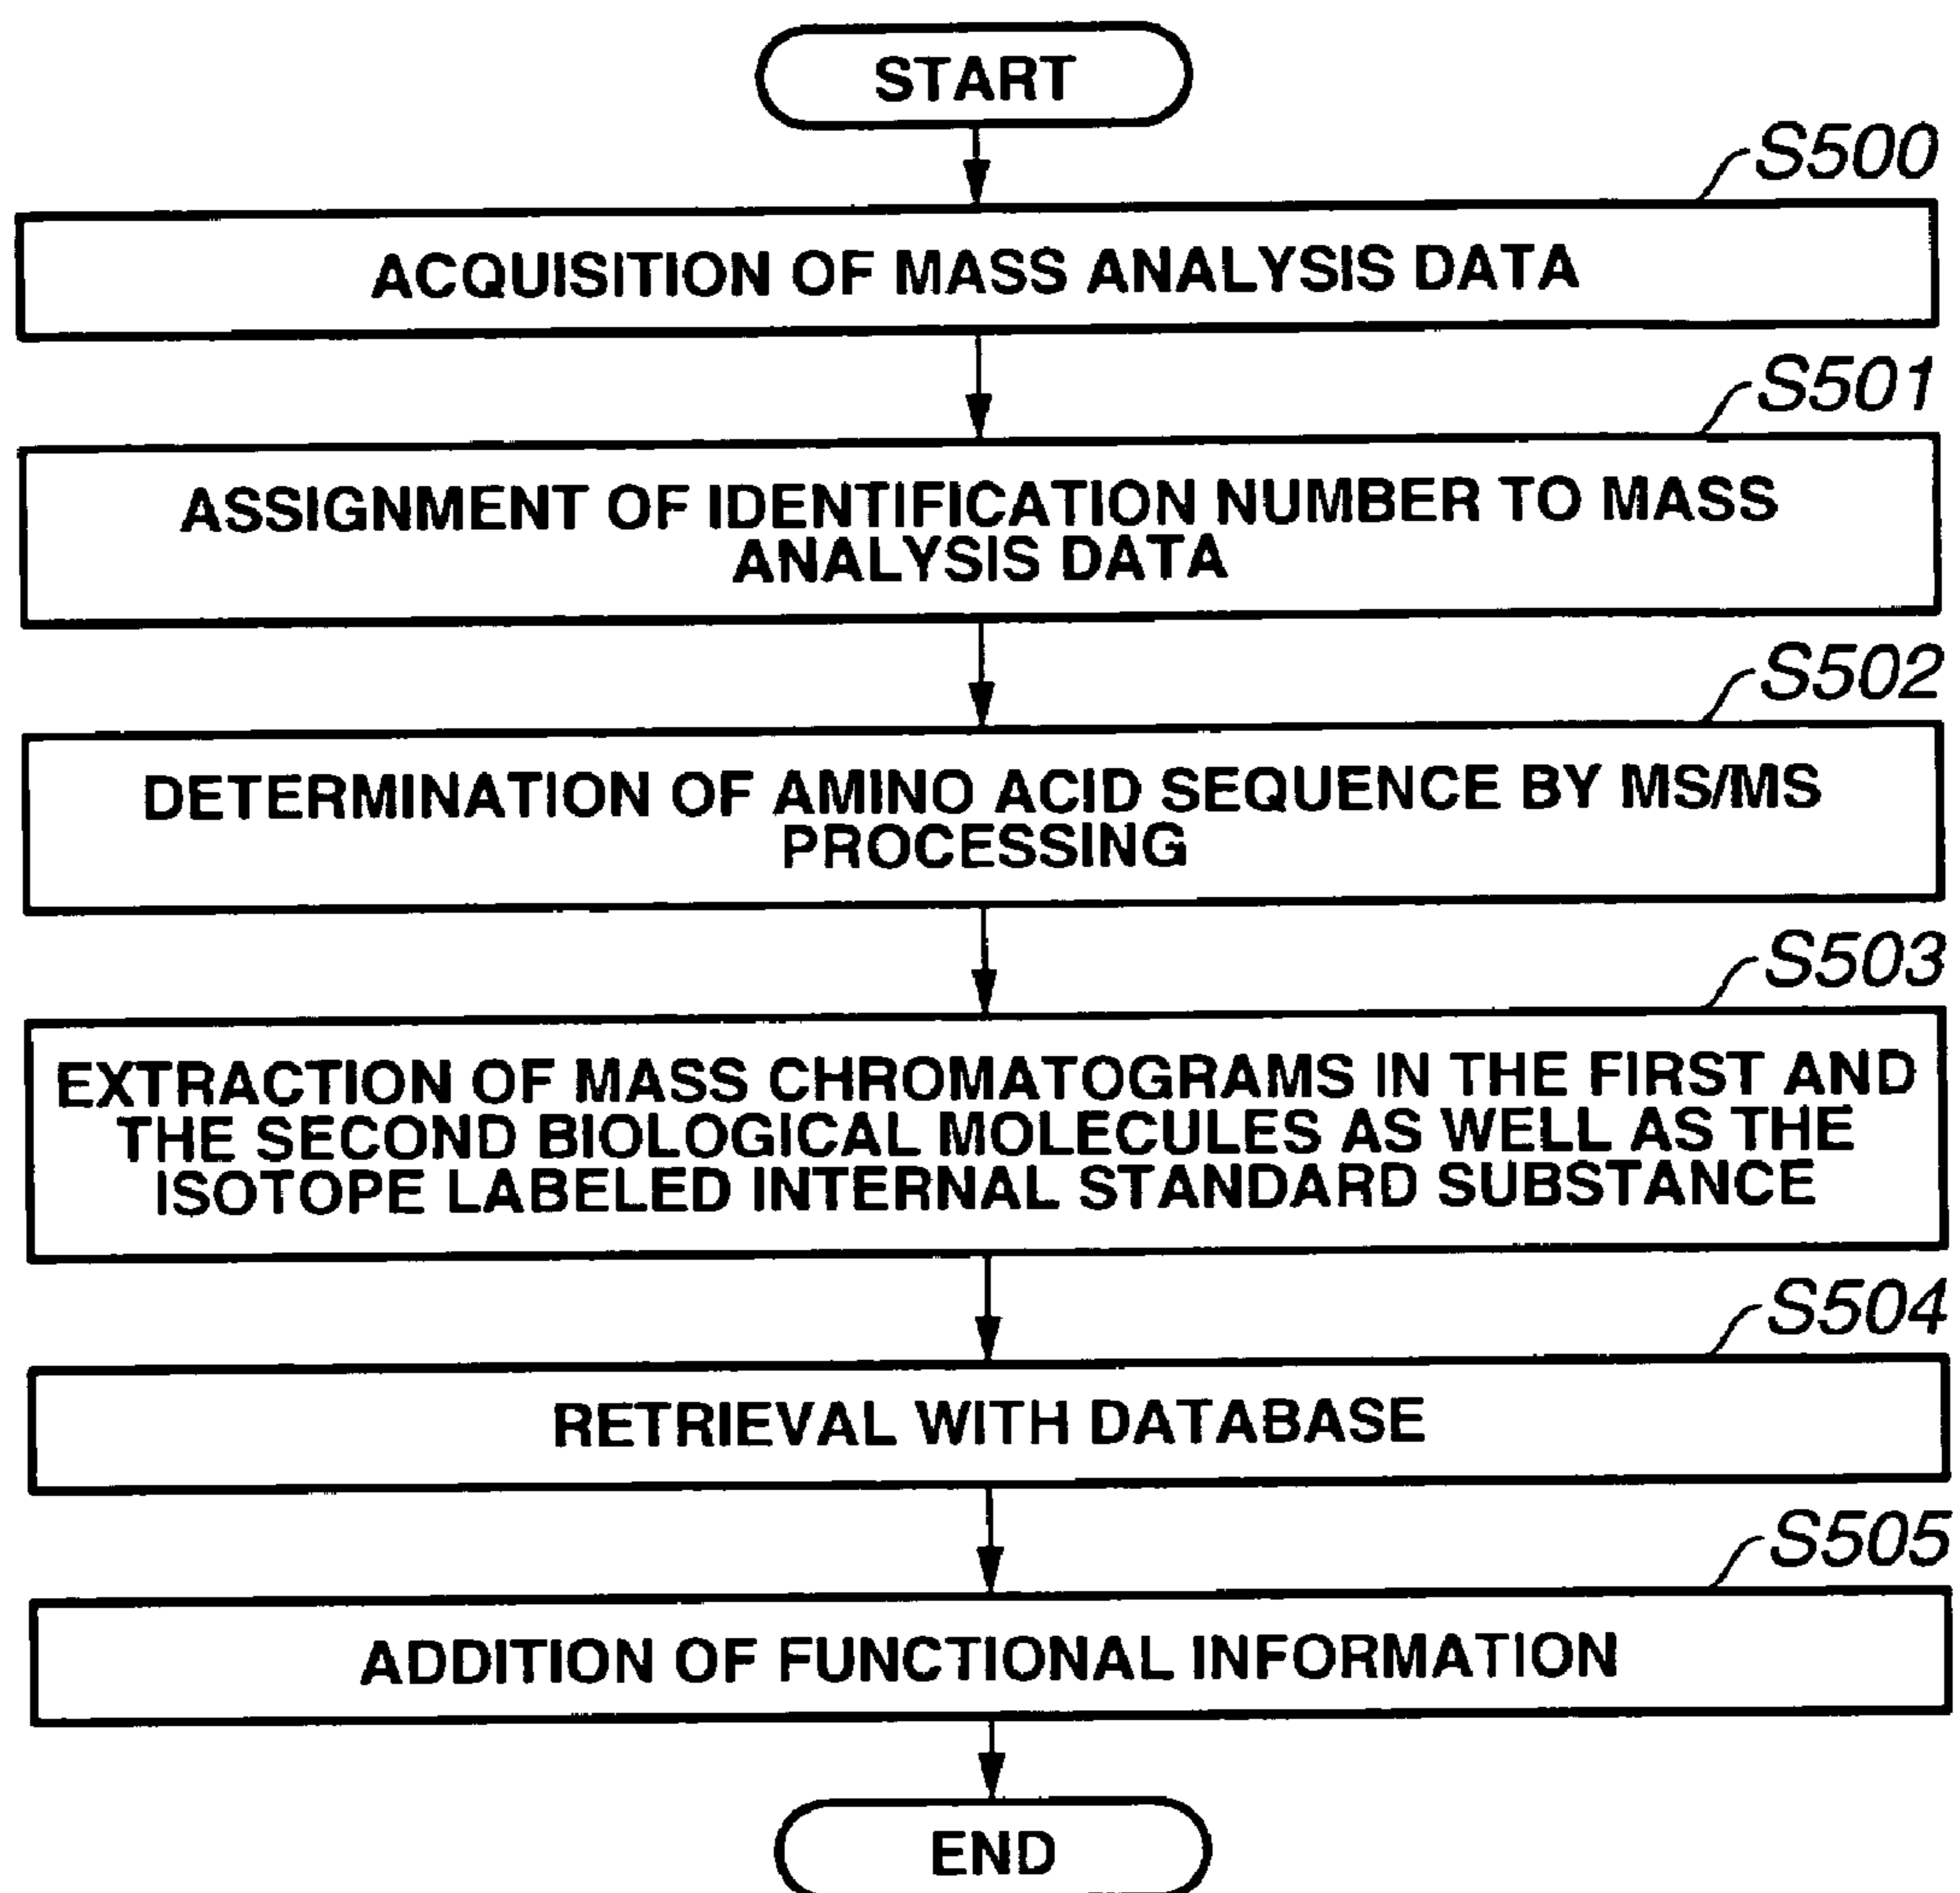 START
S500
ACQUISITION OF MASS ANALYSIS DATA
S501
ASSIGNMENT OF IDENTIFICATION NUMBER TO MASS
ANALYSIS DATA
S502
DETERMINATION OF AMINO ACID SEQUENCE BY MS/MS
PROCESSING
S503
EXTRACTION OF MASS CHROMATOGRAMS IN THE FIRST AND
THE SECOND BIOLOGICAL MOLECULES AS WELL AS THE
ISOTOPE LABELED INTERNAL STANDARD SUBSTANCE
S504
RETRIEVAL WITH DATABASE
S505
ADDITION OF FUNCTIONAL INFORMATION
END